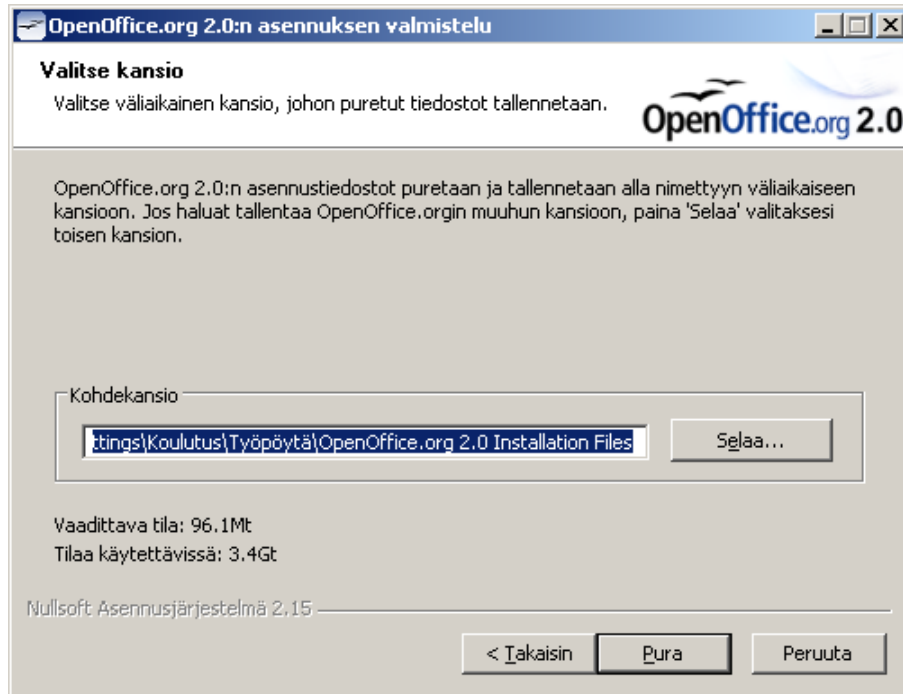 OpenOffice.org 2.0:n asennuksen valmistelu
Valitse kansio
Valitse väliaikainen kansio, johon puretut tiedostot tallennetaan.
OpenOffice.org 2.0
OpenOffice.org 2.0:n asennustiedostot puretaan ja tallennetaan alla nimettyyn väliaikaiseen
kansioon. Jos haluat tallentaa OpenOffice.orgin muuhun kansioon, paina 'Selaa' valitaksesi
toisen kansion.
Kohdekansio
ttings\Koulutus\Työpöytä\OpenOffice.org 2.0 Installation Files
Selaa...
Vaadittava tila: 96.1Mt
Tilaa käytettävissä: 3.4Gt
Nullsoft Asennusjärjestelmä 2.15
< Takaisin
Pura
Peruuta